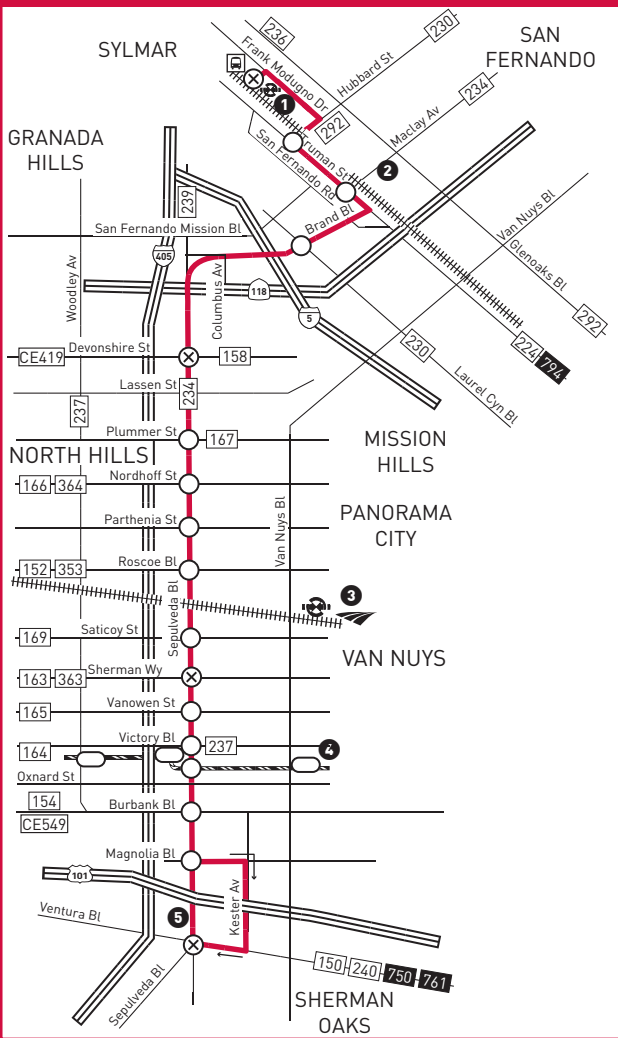 SYLMAR
236
230
SAN
FERNANDO
Frank Modugno Dr
Hubbard St
234
1
292
Maclay Av
GRANADA
HILLS
Truman St
San Fernando Rd
2
239
Brand Bl
San Fernando Mission Bl
Van Nuys Bl
Glenoaks Bl
405
Woodley Av
Columbus Av
118
5
292
CE419
Devonshire St
158
230
224
794
Lassen St
234
Laurel Cyn Bl
237
Plummer St
167
MISSION
HILLS
NORTH HILLS
Nordhoff St
166
364
Parthenia St
PANORAMA
CITY
Van Nuys Bl
Roscoe Bl
152
353
Sepulveda Bl
3
169
Saticoy St
VAN NUYS
163
363
Sherman Wy
165
Vanowen St
Victory Bl
237
4
164
Oxnard St
154
CE549
Burbank Bl
Magnolia Bl
101
Kester Av
Ventura Bl
5
150
240
750
761
Sepulveda Bl
SHERMAN
OAKS